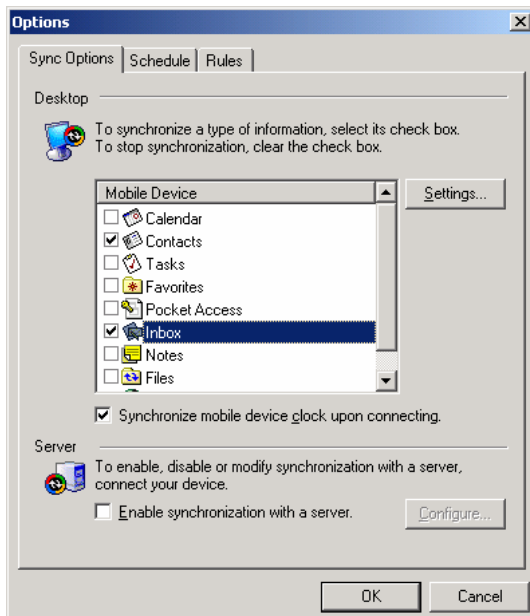 Options
Sync Options Schedule Rules
Desktop
To synchronize a type of information, select its check box.
To stop synchronization, clear the check box.
Mobile Device
Settings...
Calendar
Contacts
Tasks
Favorites
Pocket Access
Inbox
Notes
Files
Synchronize mobile device clock upon connecting.
Server
To enable, disable or modify synchronization with a server,
connect your device.
Enable synchronization with a server.
Configure...
OK Cancel